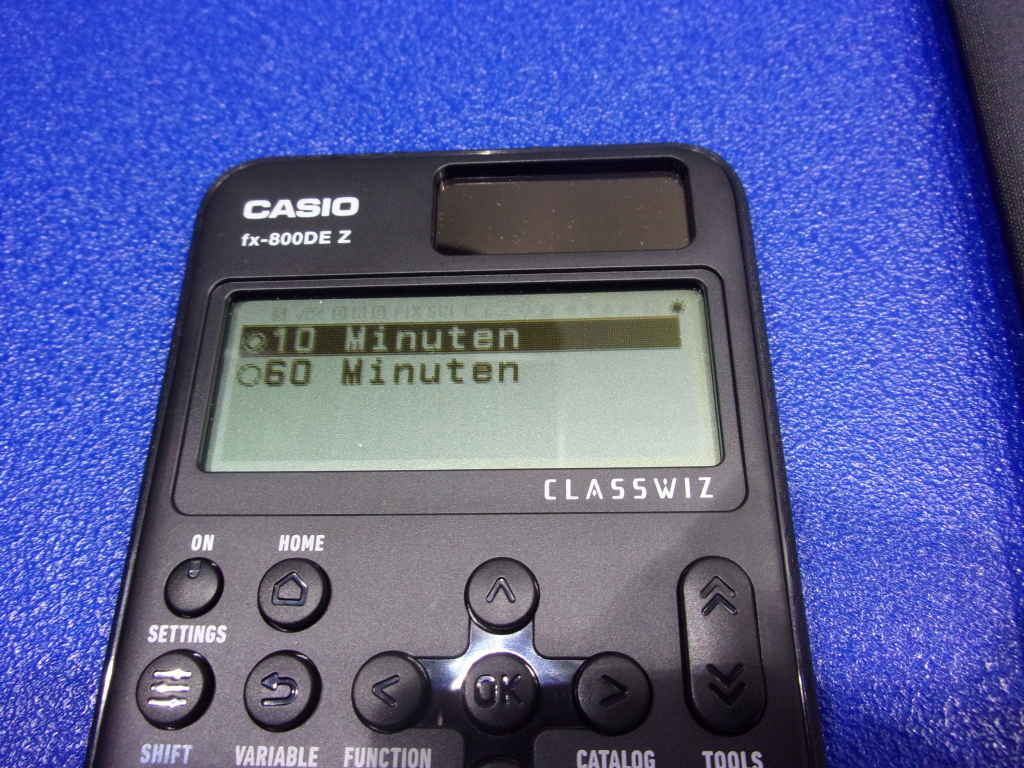 CASIO
fx-800DE Z
10 Minuten
60 Minuten
CLASSWIZ
ON HOME
SETTINGS
OK
SHIFT VARIABLE FUNCTION CATALOG TOOLS